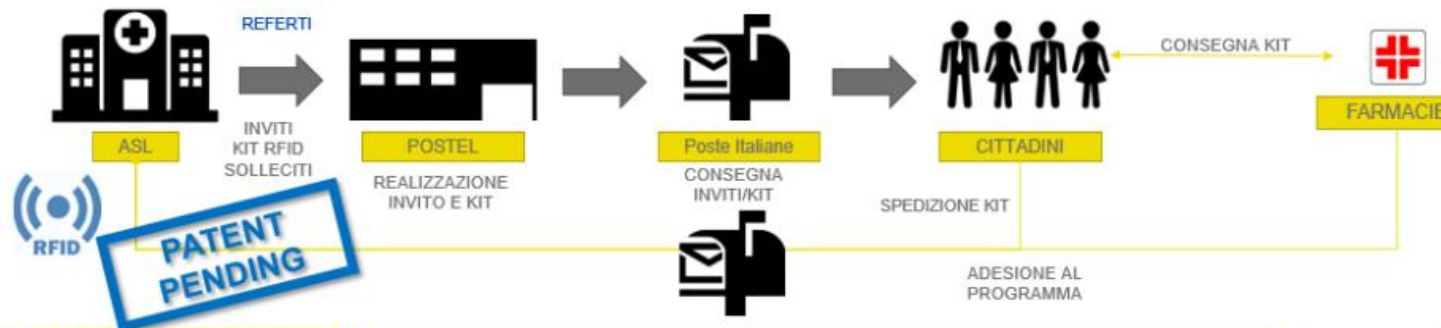 REFERTI
CONSEGNA KIT
ASL
INVITI
KIT RFID
SOLLECITI
POSTEL
REALIZZAZIONE
INVITO E KIT
Poste Italiane
CONSEGNA
INVITI/KIT
CITTADINI
FARMACIE
SPEDIZIONE KIT
RFID
PATENT
PENDING
ADESIONE AL
PROGRAMMA